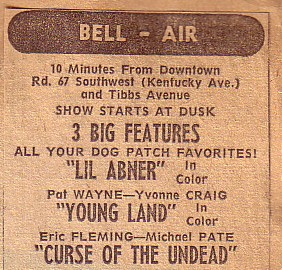 BELL - AIR
10 Minutes From Downtown
Rd. 67 Southwest (Kentucky Ave.)
and Tibbs Avenue
SHOW STARTS AT DUSK
3 BIG FEATURES
ALL YOUR DOG PATCH FAVORITES!
"LIL ABNER" In Color
Pat WAYNE—Yvonne CRAIG
"YOUNG LAND" In Color
Eric FLEMING—Michael PATE
"CURSE OF THE UNDEAD"